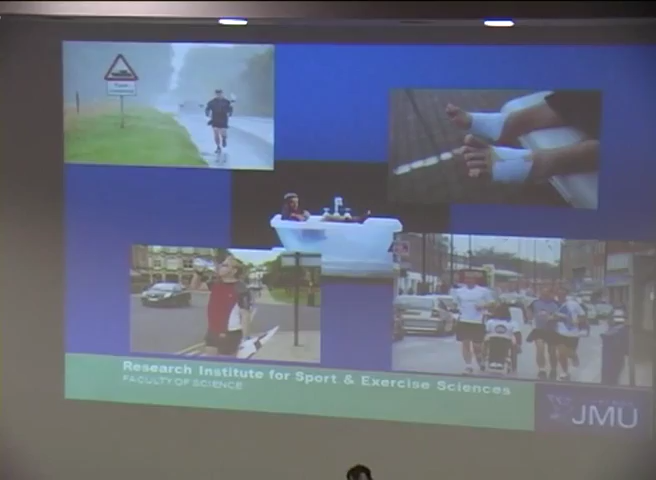 Research Institute for Sport & Exercise Sciences
FACULTY OF SCIENCE
JMU